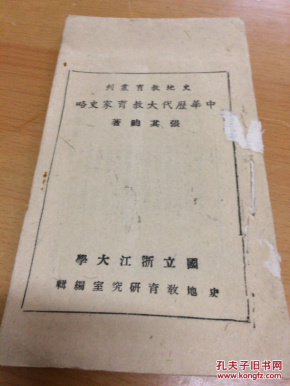 史地教育叢刊
中華歷代大教育家史略
張其昀著
國立浙江大學
史地教育研究室編輯
孔夫子旧书网